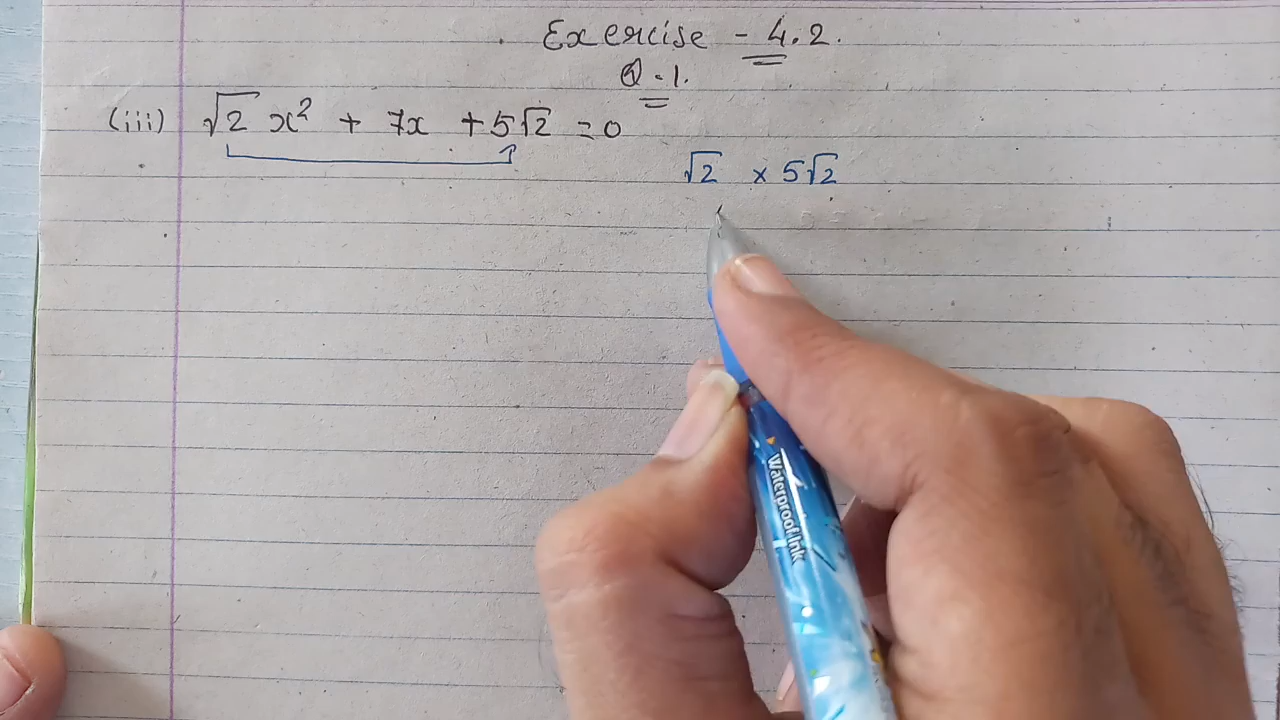 Exercise - 4.2.
Q.1.
(iii) √2 x² + 7x + 5√2 = 0
√2 × 5√2
Waterproof Ink